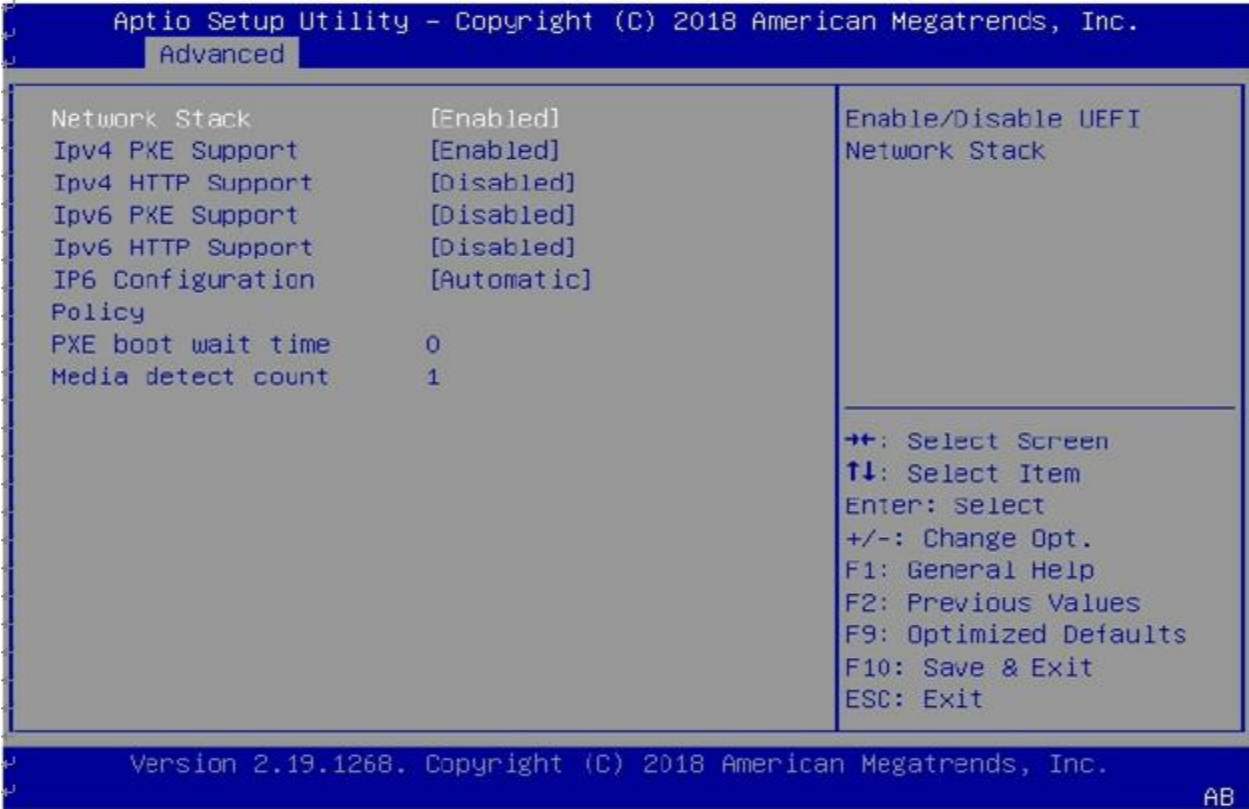 Aptio Setup Utility – Copyright (C) 2018 American Megatrends, Inc.
Advanced
Network Stack [Enabled]
Ipv4 PXE Support [Enabled]
Ipv4 HTTP Support [Disabled]
Ipv6 PXE Support [Disabled]
Ipv6 HTTP Support [Disabled]
IP6 Configuration [Automatic]
Policy
PXE boot wait time 0
Media detect count 1
Enable/Disable UEFI
Network Stack
→←: Select Screen
↑↓: Select Item
Enter: Select
+/-: Change Opt.
F1: General Help
F2: Previous Values
F9: Optimized Defaults
F10: Save & Exit
ESC: Exit
Version 2.19.1268. Copyright (C) 2018 American Megatrends, Inc.
AB